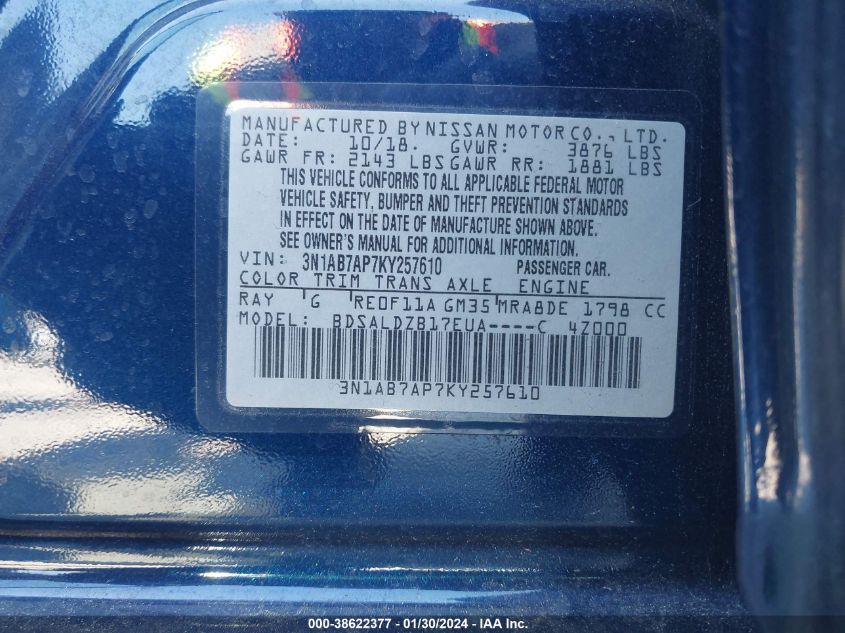 MANUFACTURED BY NISSAN MOTOR CO., LTD.
DATE: 10/18. GVWR: 3876 LBS
GAWR FR: 2143 LBS GAWR RR: 1881 LBS
THIS VEHICLE CONFORMS TO ALL APPLICABLE FEDERAL MOTOR
VEHICLE SAFETY, BUMPER AND THEFT PREVENTION STANDARDS
IN EFFECT ON THE DATE OF MANUFACTURE SHOWN ABOVE.
SEE OWNER'S MANUAL FOR ADDITIONAL INFORMATION.
VIN: 3N1AB7AP7KY257610 PASSENGER CAR.
COLOR TRIM TRANS AXLE ENGINE
RAY G RE0F11A GM35 MRA8DE 1798 CC
MODEL: BDSALDZB17EUA----C 4Z000
3N1AB7AP7KY257610
000-38622377 - 01/30/2024 - IAA Inc.